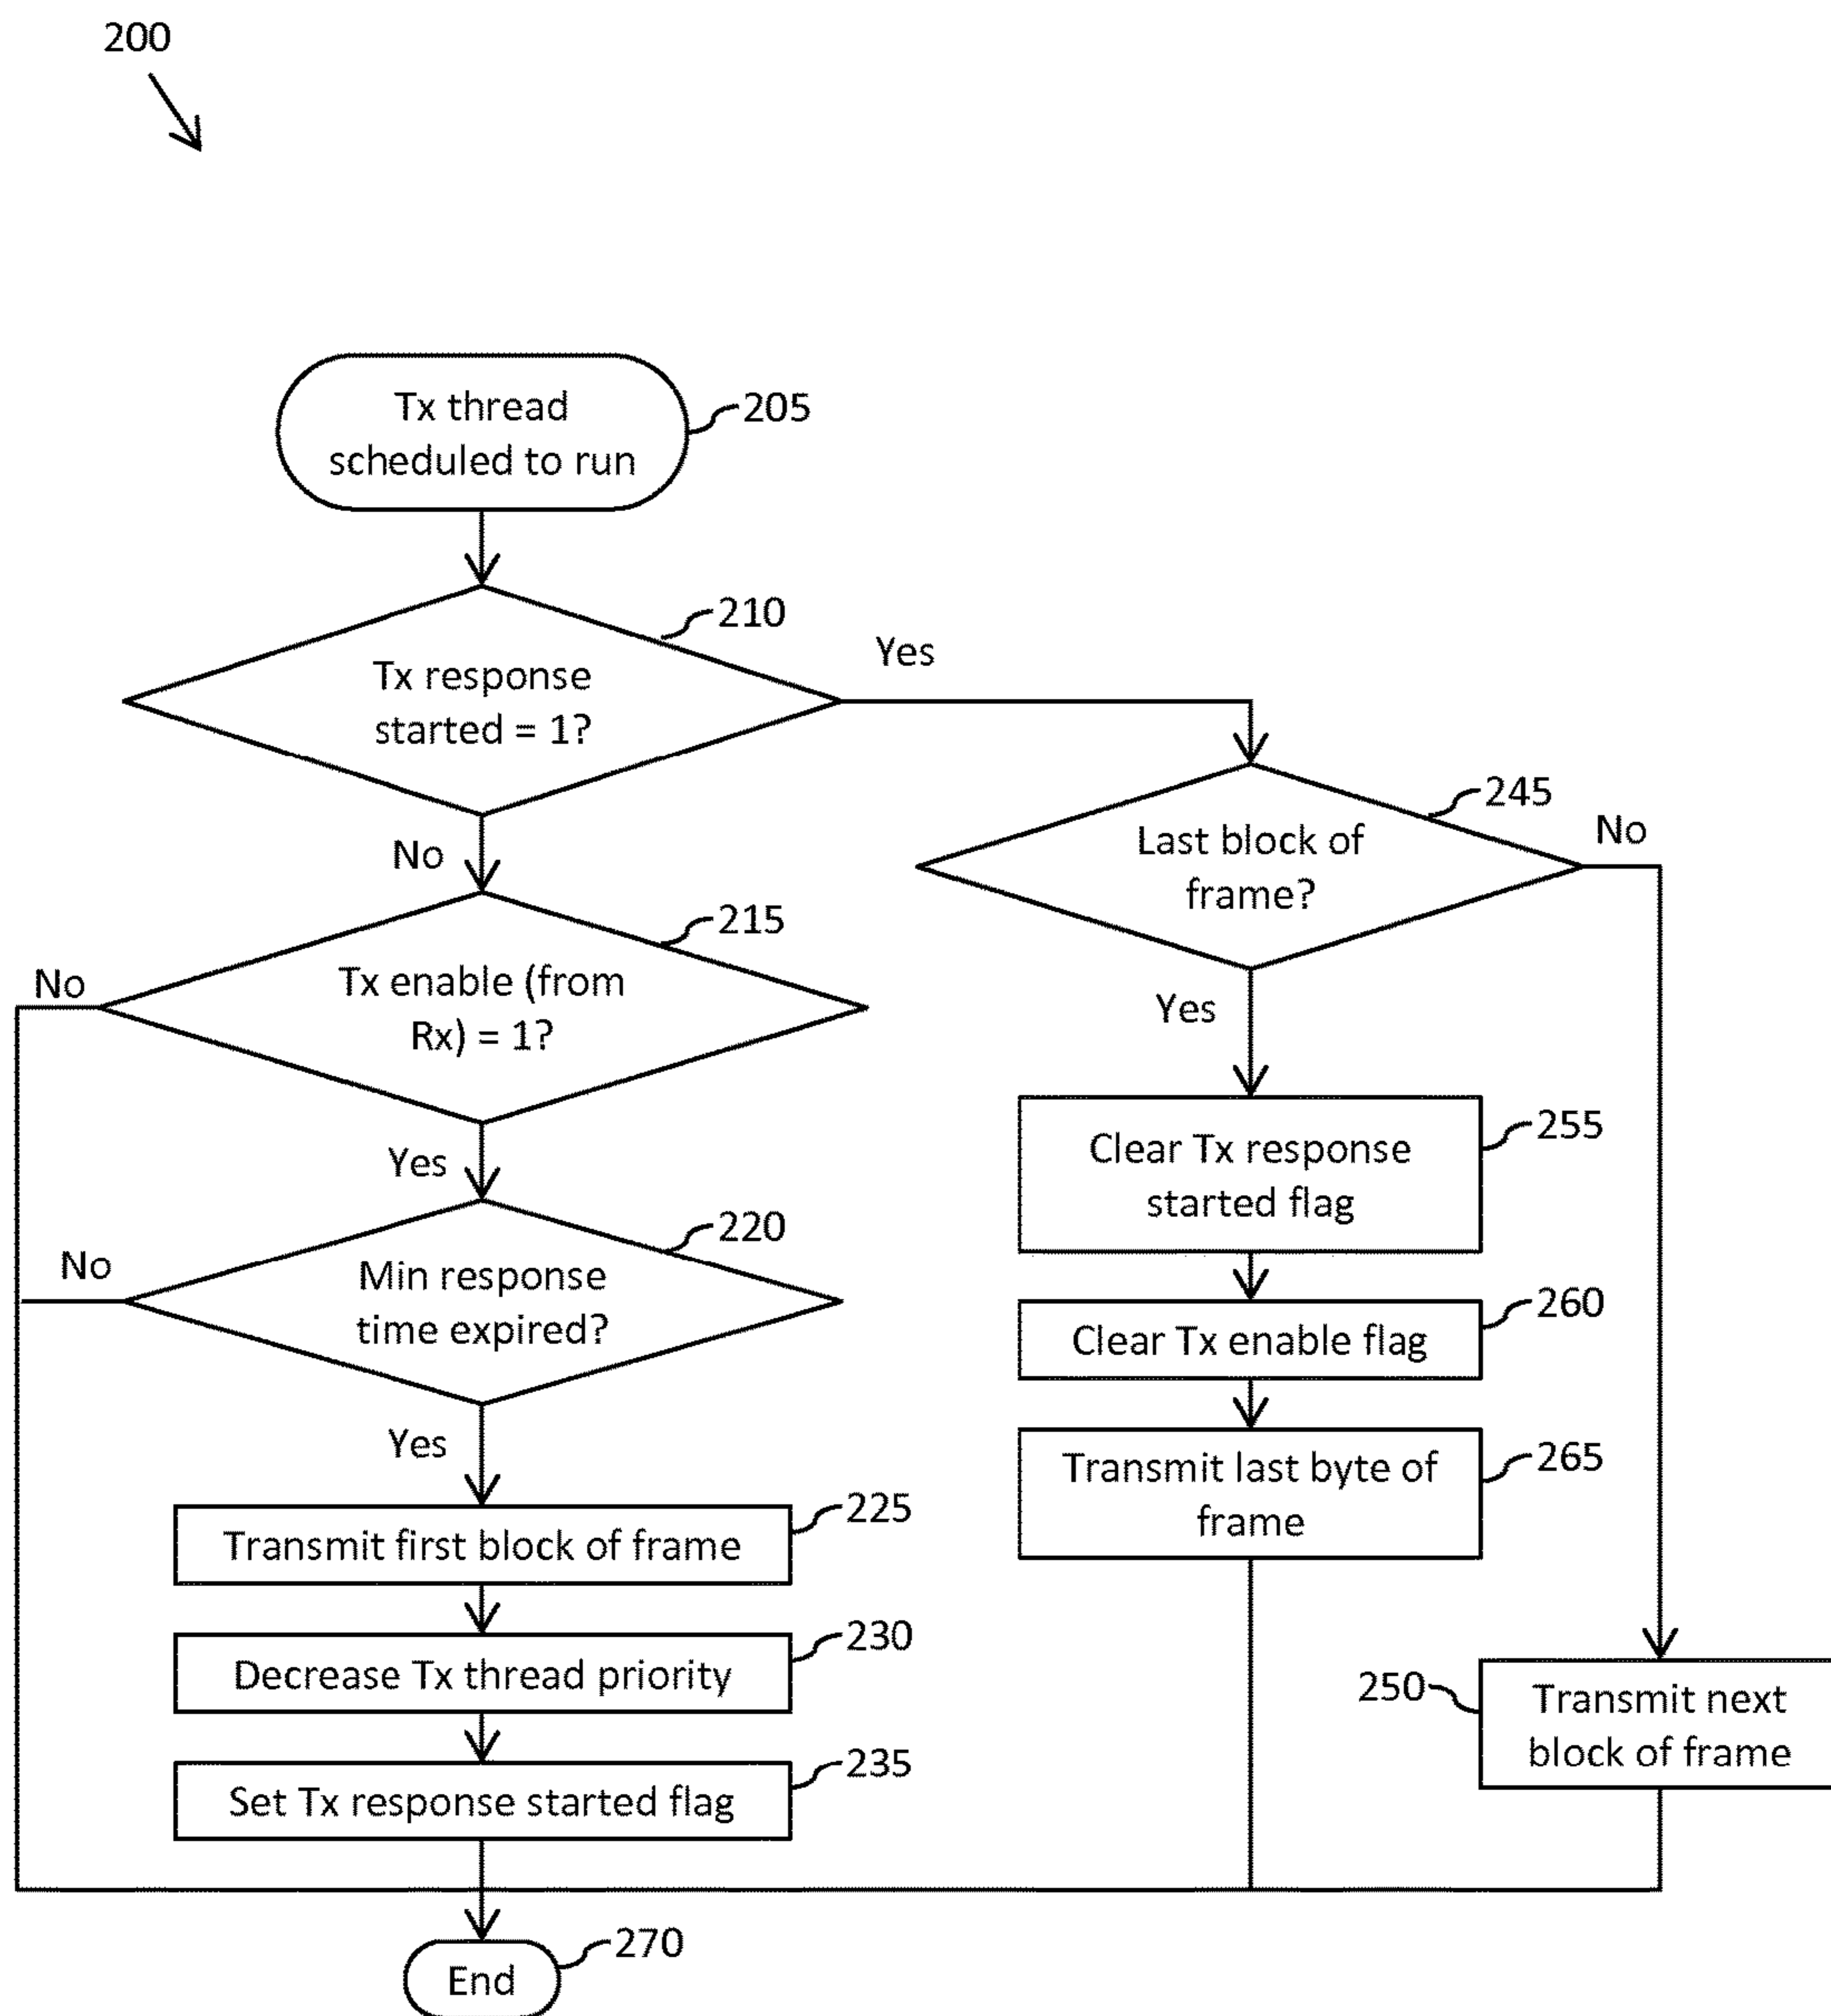 200
Tx thread
scheduled to run
205
210
Tx response
started = 1?
Yes
No
245
Last block of
frame?
No
215
Tx enable (from
Rx) = 1?
No
Yes
Yes
220
Min response
time expired?
No
Yes
255
Clear Tx response
started flag
260
Clear Tx enable flag
265
Transmit last byte of
frame
225
Transmit first block of frame
230
Decrease Tx thread priority
235
Set Tx response started flag
250
Transmit next
block of frame
270
End